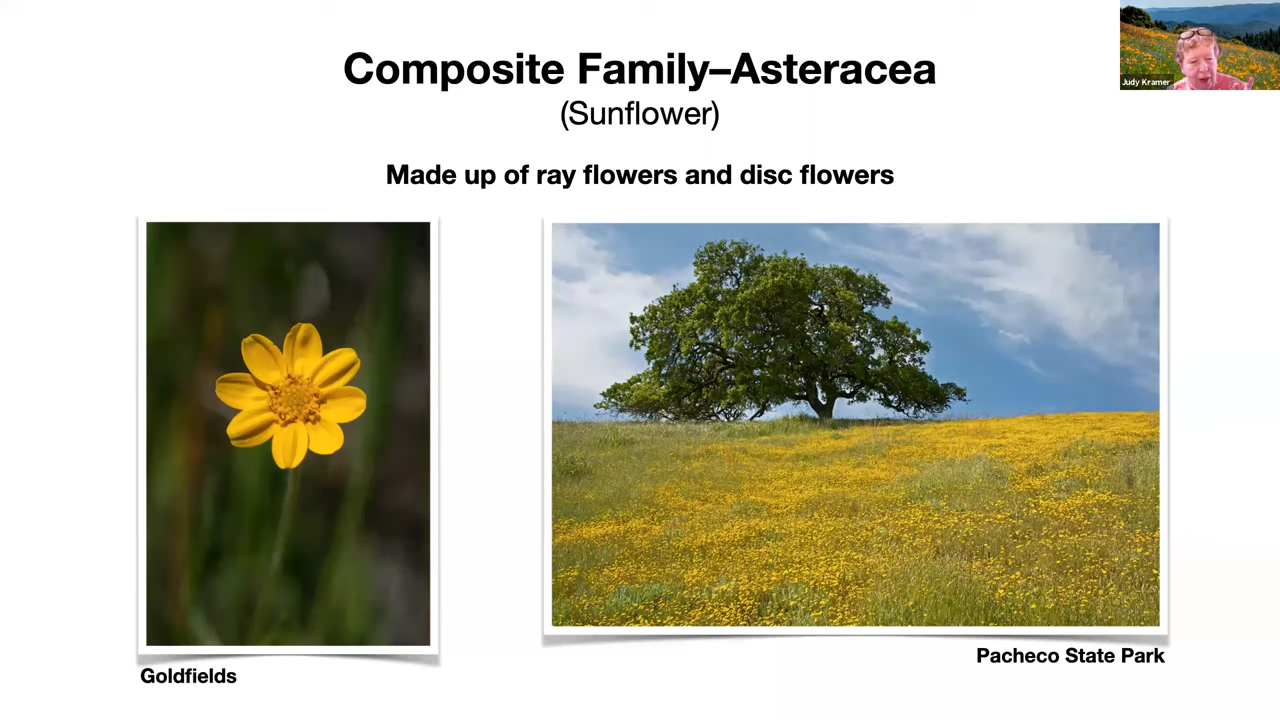 Composite Family–Asteracea
(Sunflower)
Made up of ray flowers and disc flowers
Judy Kramer
Goldfields
Pacheco State Park